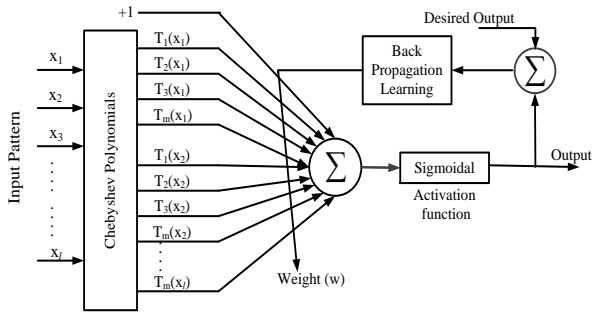 +1
Desired Output
Input Pattern
x1
x2
x3
xl
Chebyshev Polynomials
T1(x1)
T2(x1)
T3(x1)
Tm(x1)
T1(x2)
T2(x2)
T3(x2)
Tm(x2)
Tm(xl)
Back
Propagation
Learning
∑
∑
Sigmoidal
Activation
function
Output
Weight (w)